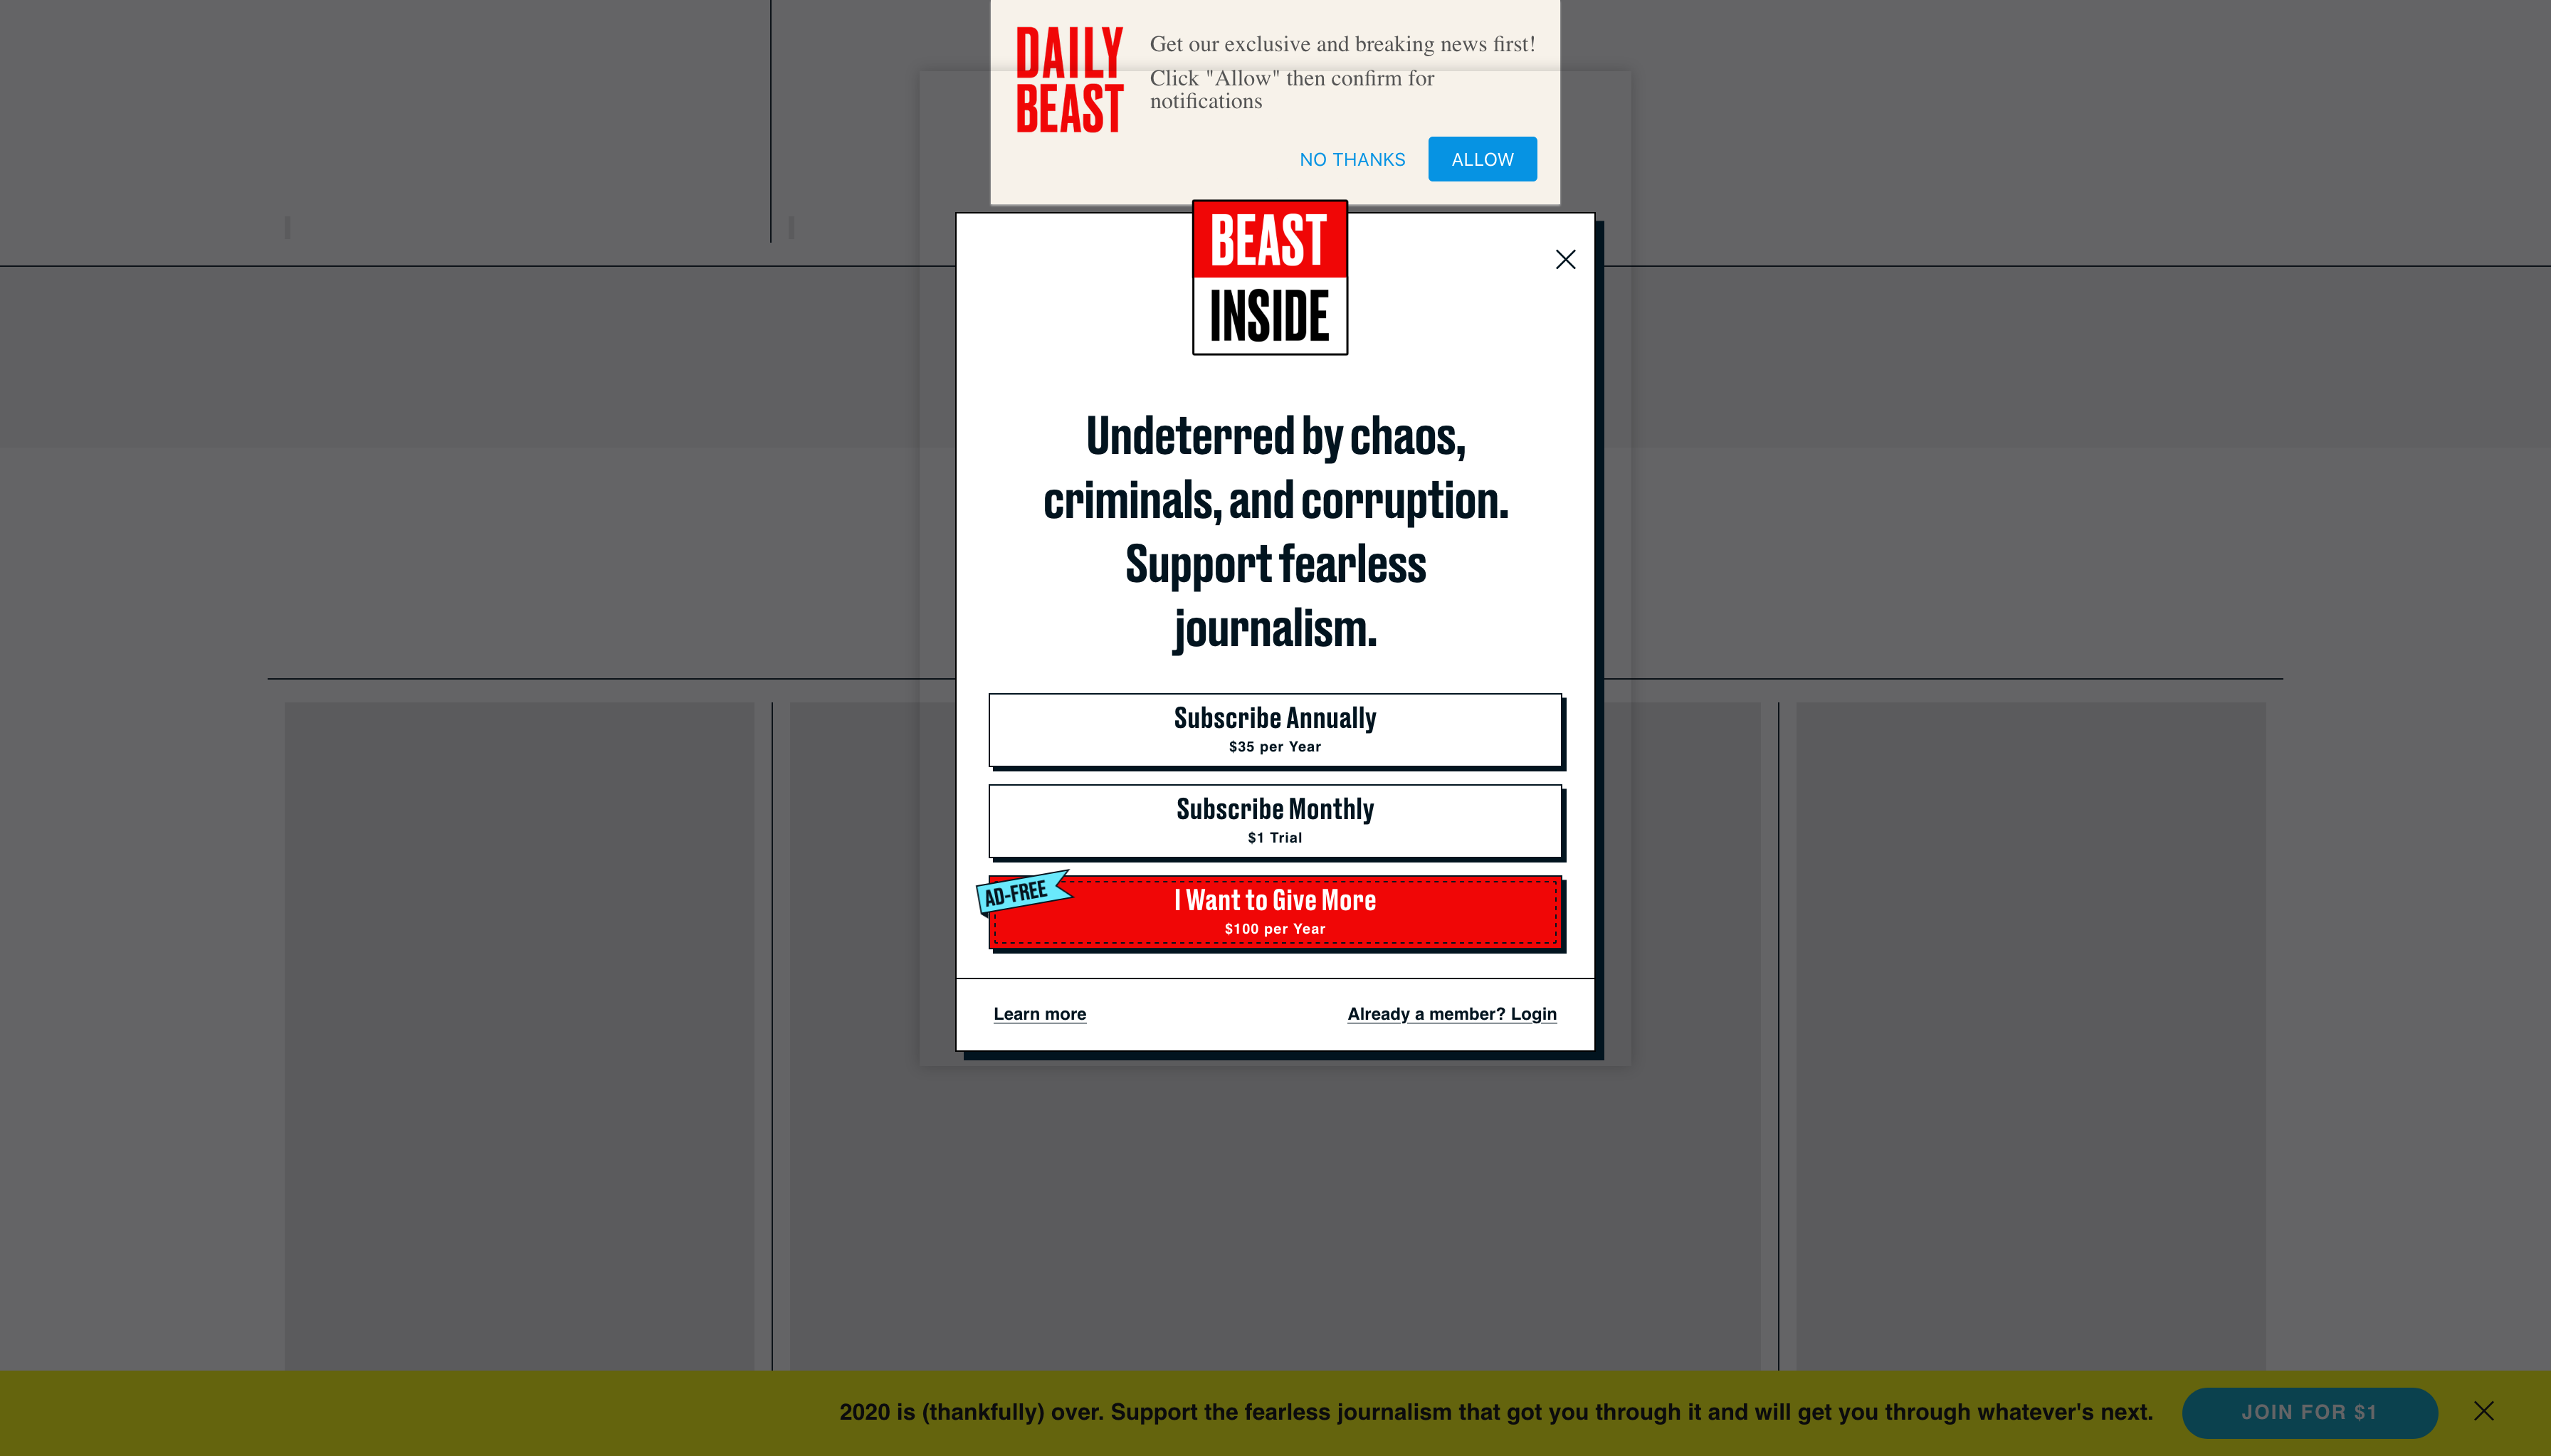 DAILY
BEAST
Get our exclusive and breaking news first!
Click "Allow" then confirm for
notifications
NO THANKS
ALLOW
BEAST
INSIDE
Undeterred by chaos,
criminals, and corruption.
Support fearless
journalism.
Subscribe Annually
$35 per Year
Subscribe Monthly
$1 Trial
AD-FREE
I Want to Give More
$100 per Year
Learn more
Already a member? Login
2020 is (thankfully) over. Support the fearless journalism that got you through it and will get you through whatever's next.
JOIN FOR $1